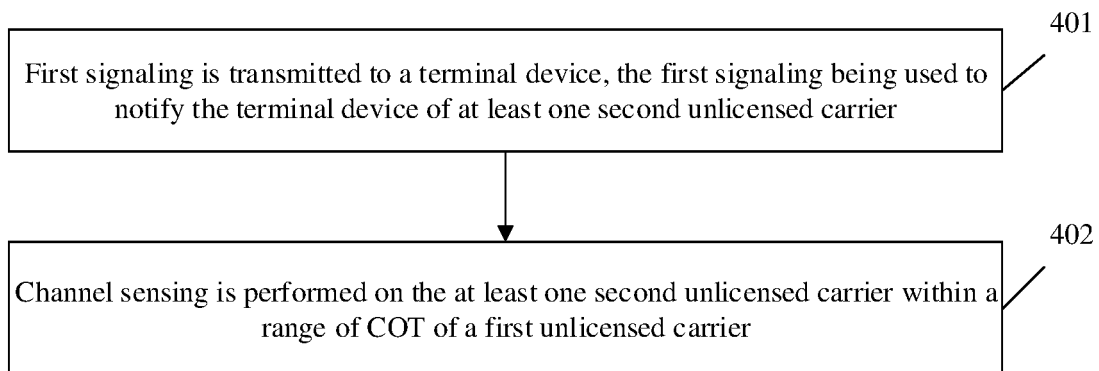 401
First signaling is transmitted to a terminal device, the first signaling being used to
notify the terminal device of at least one second unlicensed carrier
402
Channel sensing is performed on the at least one second unlicensed carrier within a
range of COT of a first unlicensed carrier